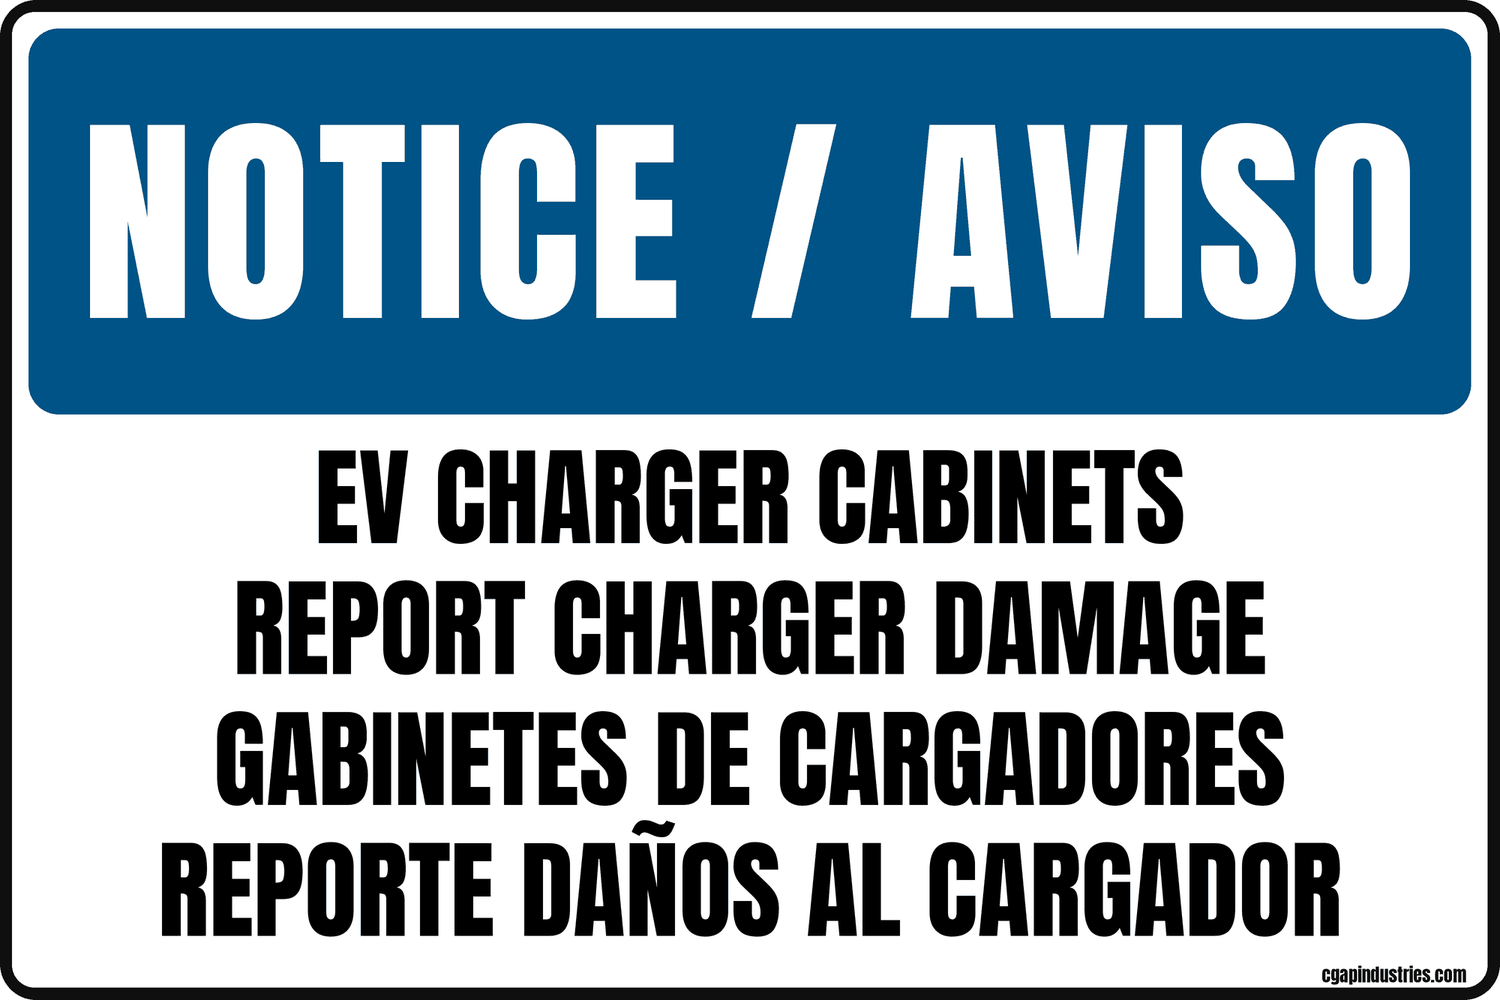 NOTICE / AVISO
EV CHARGER CABINETS
REPORT CHARGER DAMAGE
GABINETES DE CARGADORES
REPORTE DAÑOS AL CARGADOR
cgapindustries.com